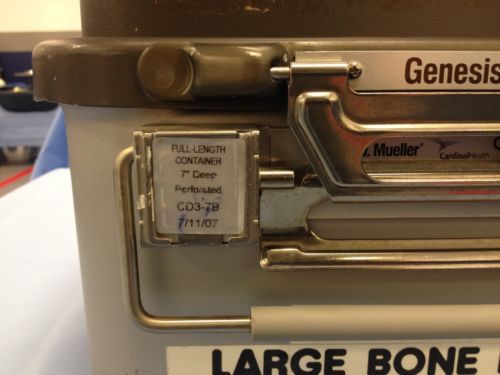 Genesis
FULL-LENGTH
CONTAINER
7" Deep
Perforated
CD3-7B
7/11/07
. Mueller®
CardinalHealth
LARGE BONE